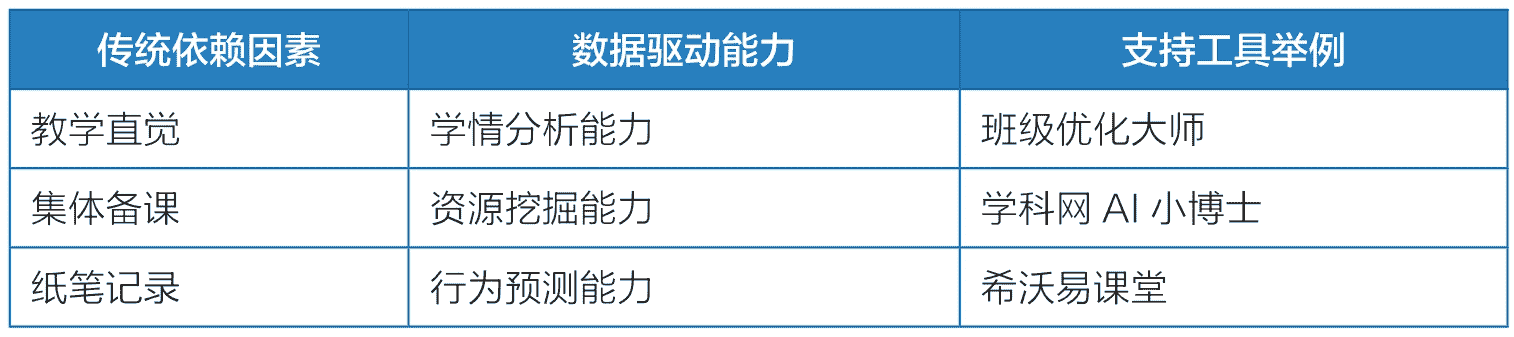 传统依赖因素 数据驱动能力 支持工具举例
教学直觉 学情分析能力 班级优化大师
集体备课 资源挖掘能力 学科网 AI 小博士
纸笔记录 行为预测能力 希沃易课堂